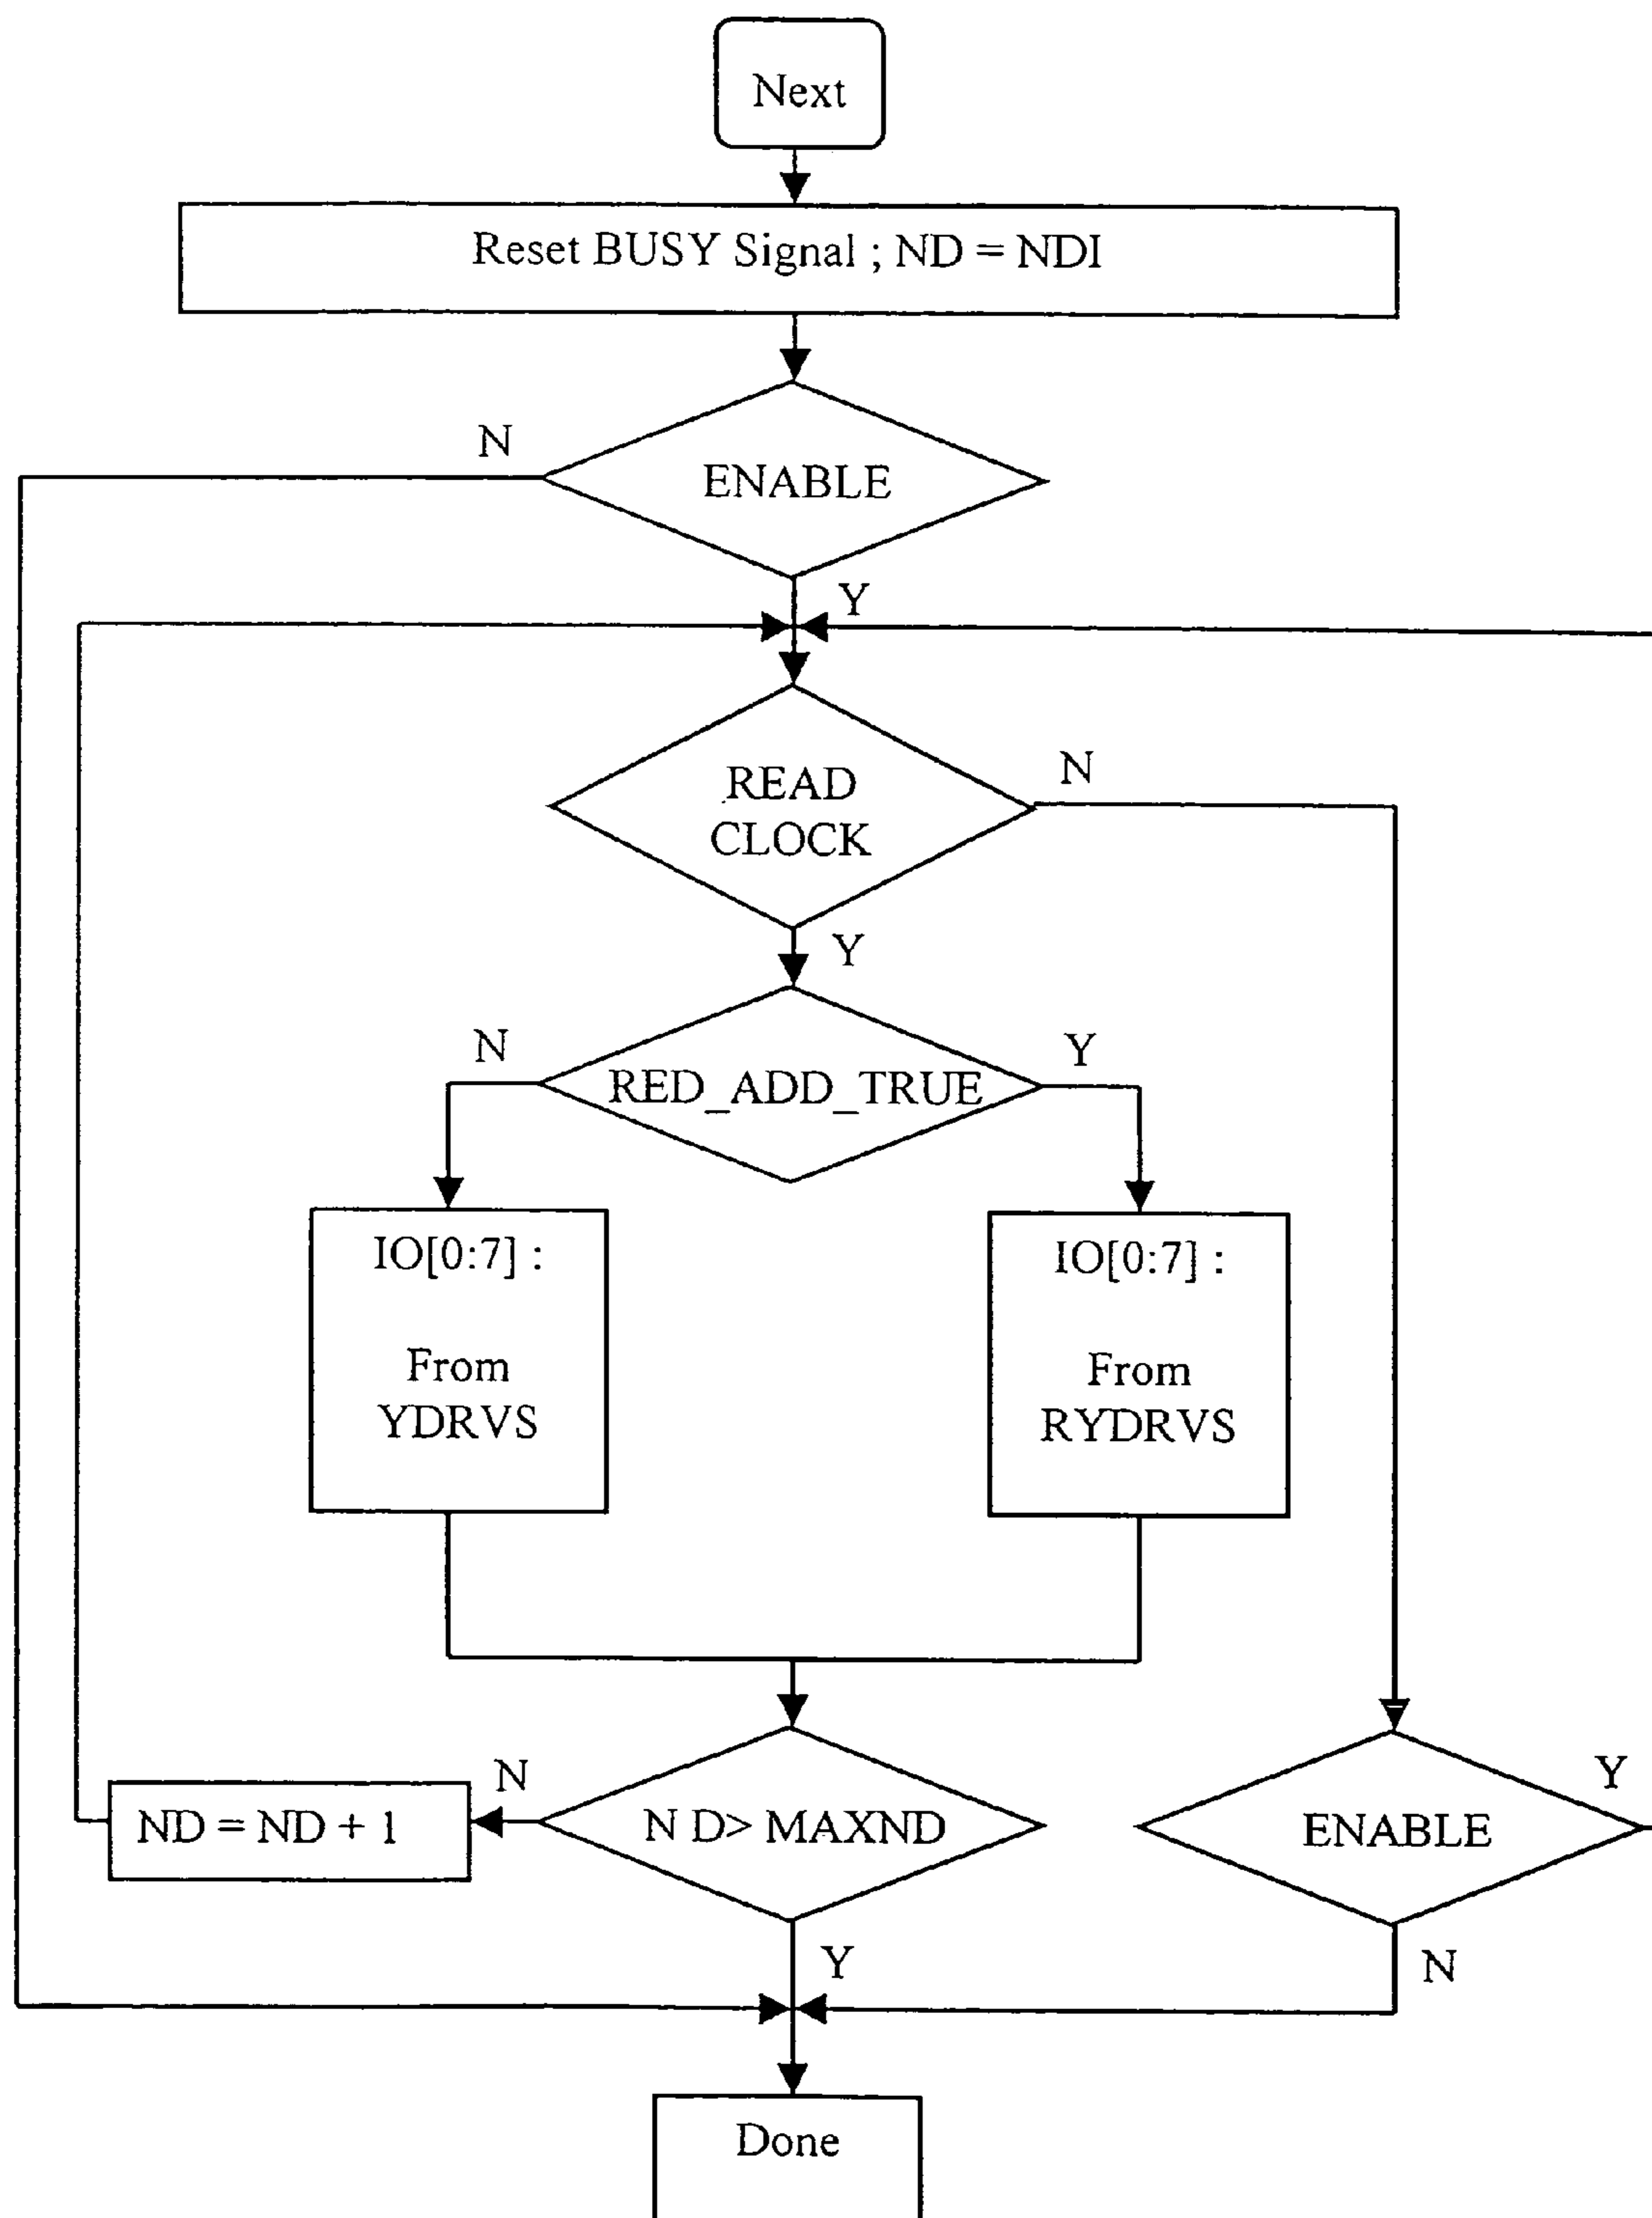 Next
Reset BUSY Signal ; ND = NDI
N
ENABLE
Y
READ
CLOCK
N
Y
N
RED_ADD_TRUE
Y
IO[0:7] :
From
YDRVS
IO[0:7] :
From
RYDRVS
ND = ND + 1
N
N D> MAXND
Y
ENABLE
Y
N
Done